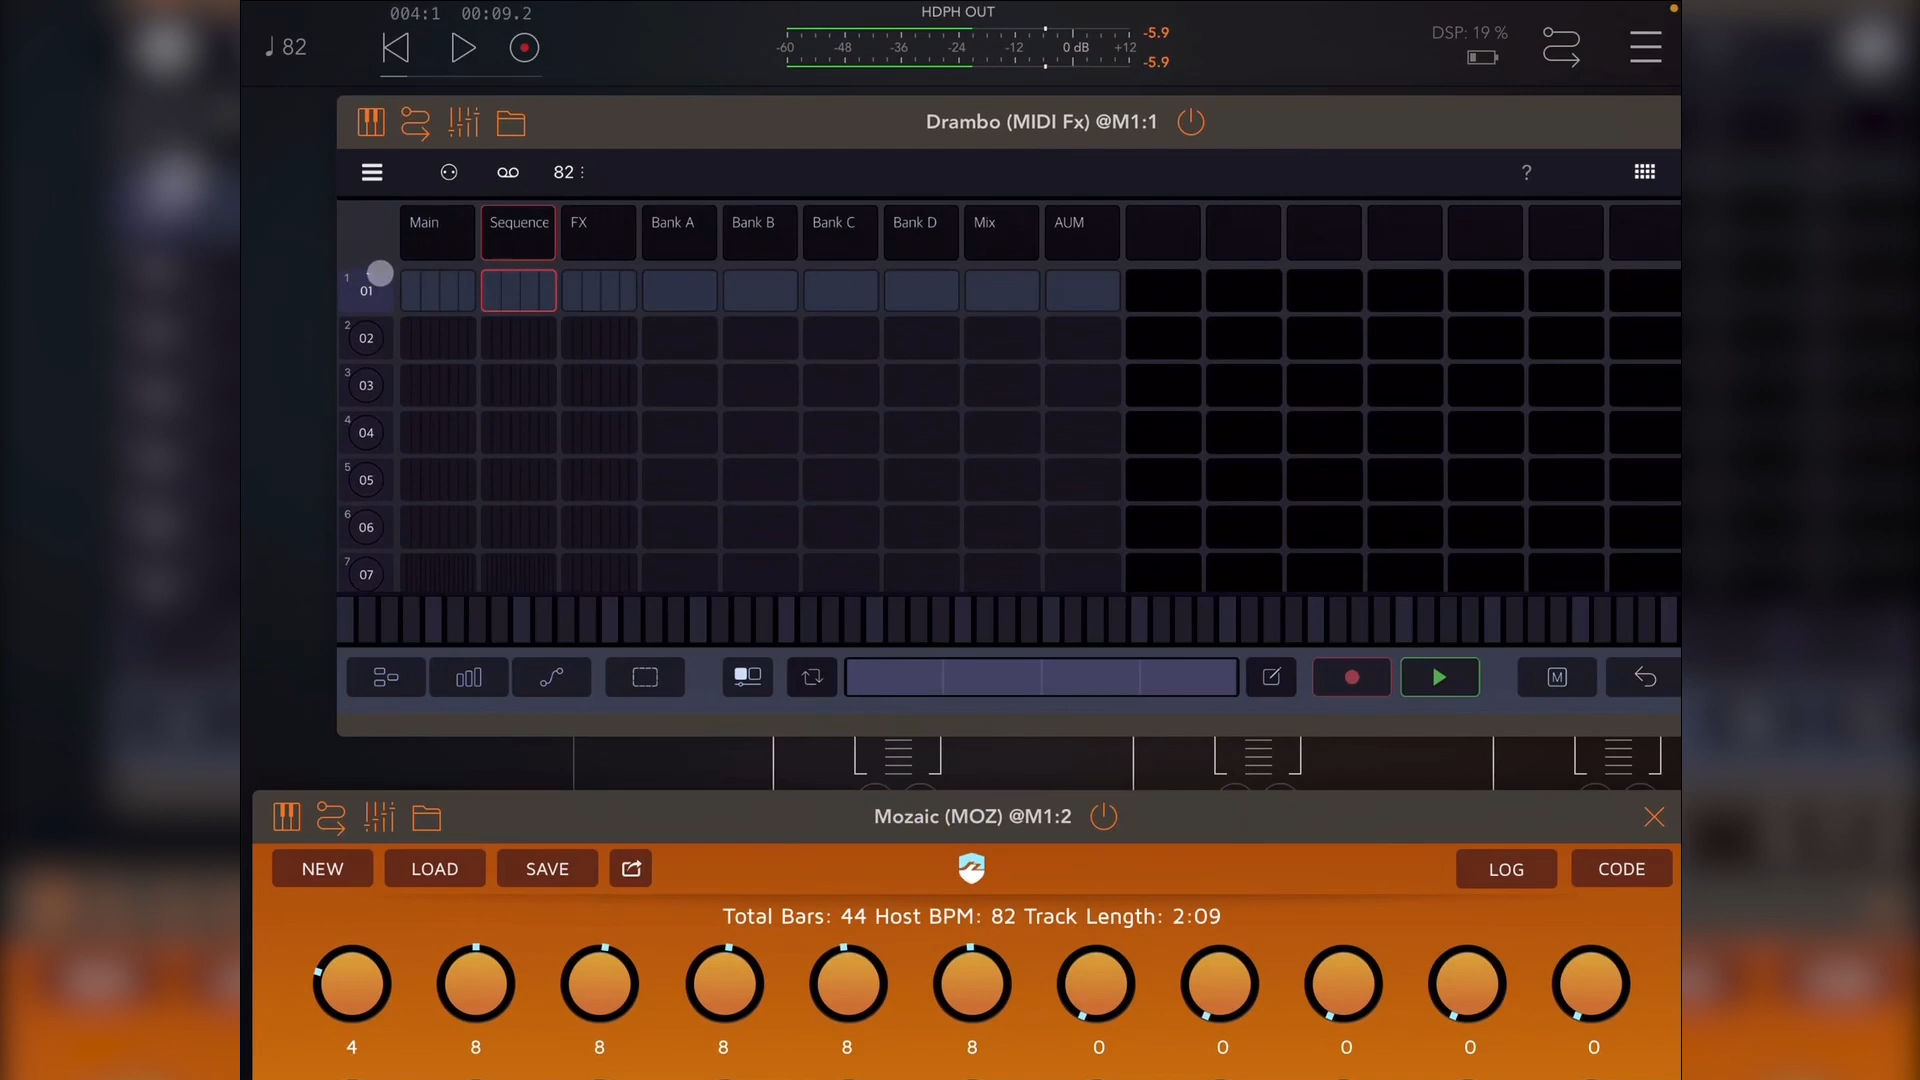 004:1 00:09.2 HDPH OUT
♩ 82
-60 -48 -36 -24 -12 0 dB +12
-5.9
-5.9
DSP: 19 %
Drambo (MIDI Fx) @M1:1
82 ?
Main Sequence FX Bank A Bank B Bank C Bank D Mix AUM
1 01
2 02
3 03
4 04
5 05
6 06
7 07
M
Mozaic (MOZ) @M1:2
NEW LOAD SAVE LOG CODE
Total Bars: 44 Host BPM: 82 Track Length: 2:09
4 8 8 8 8 8 0 0 0 0 0